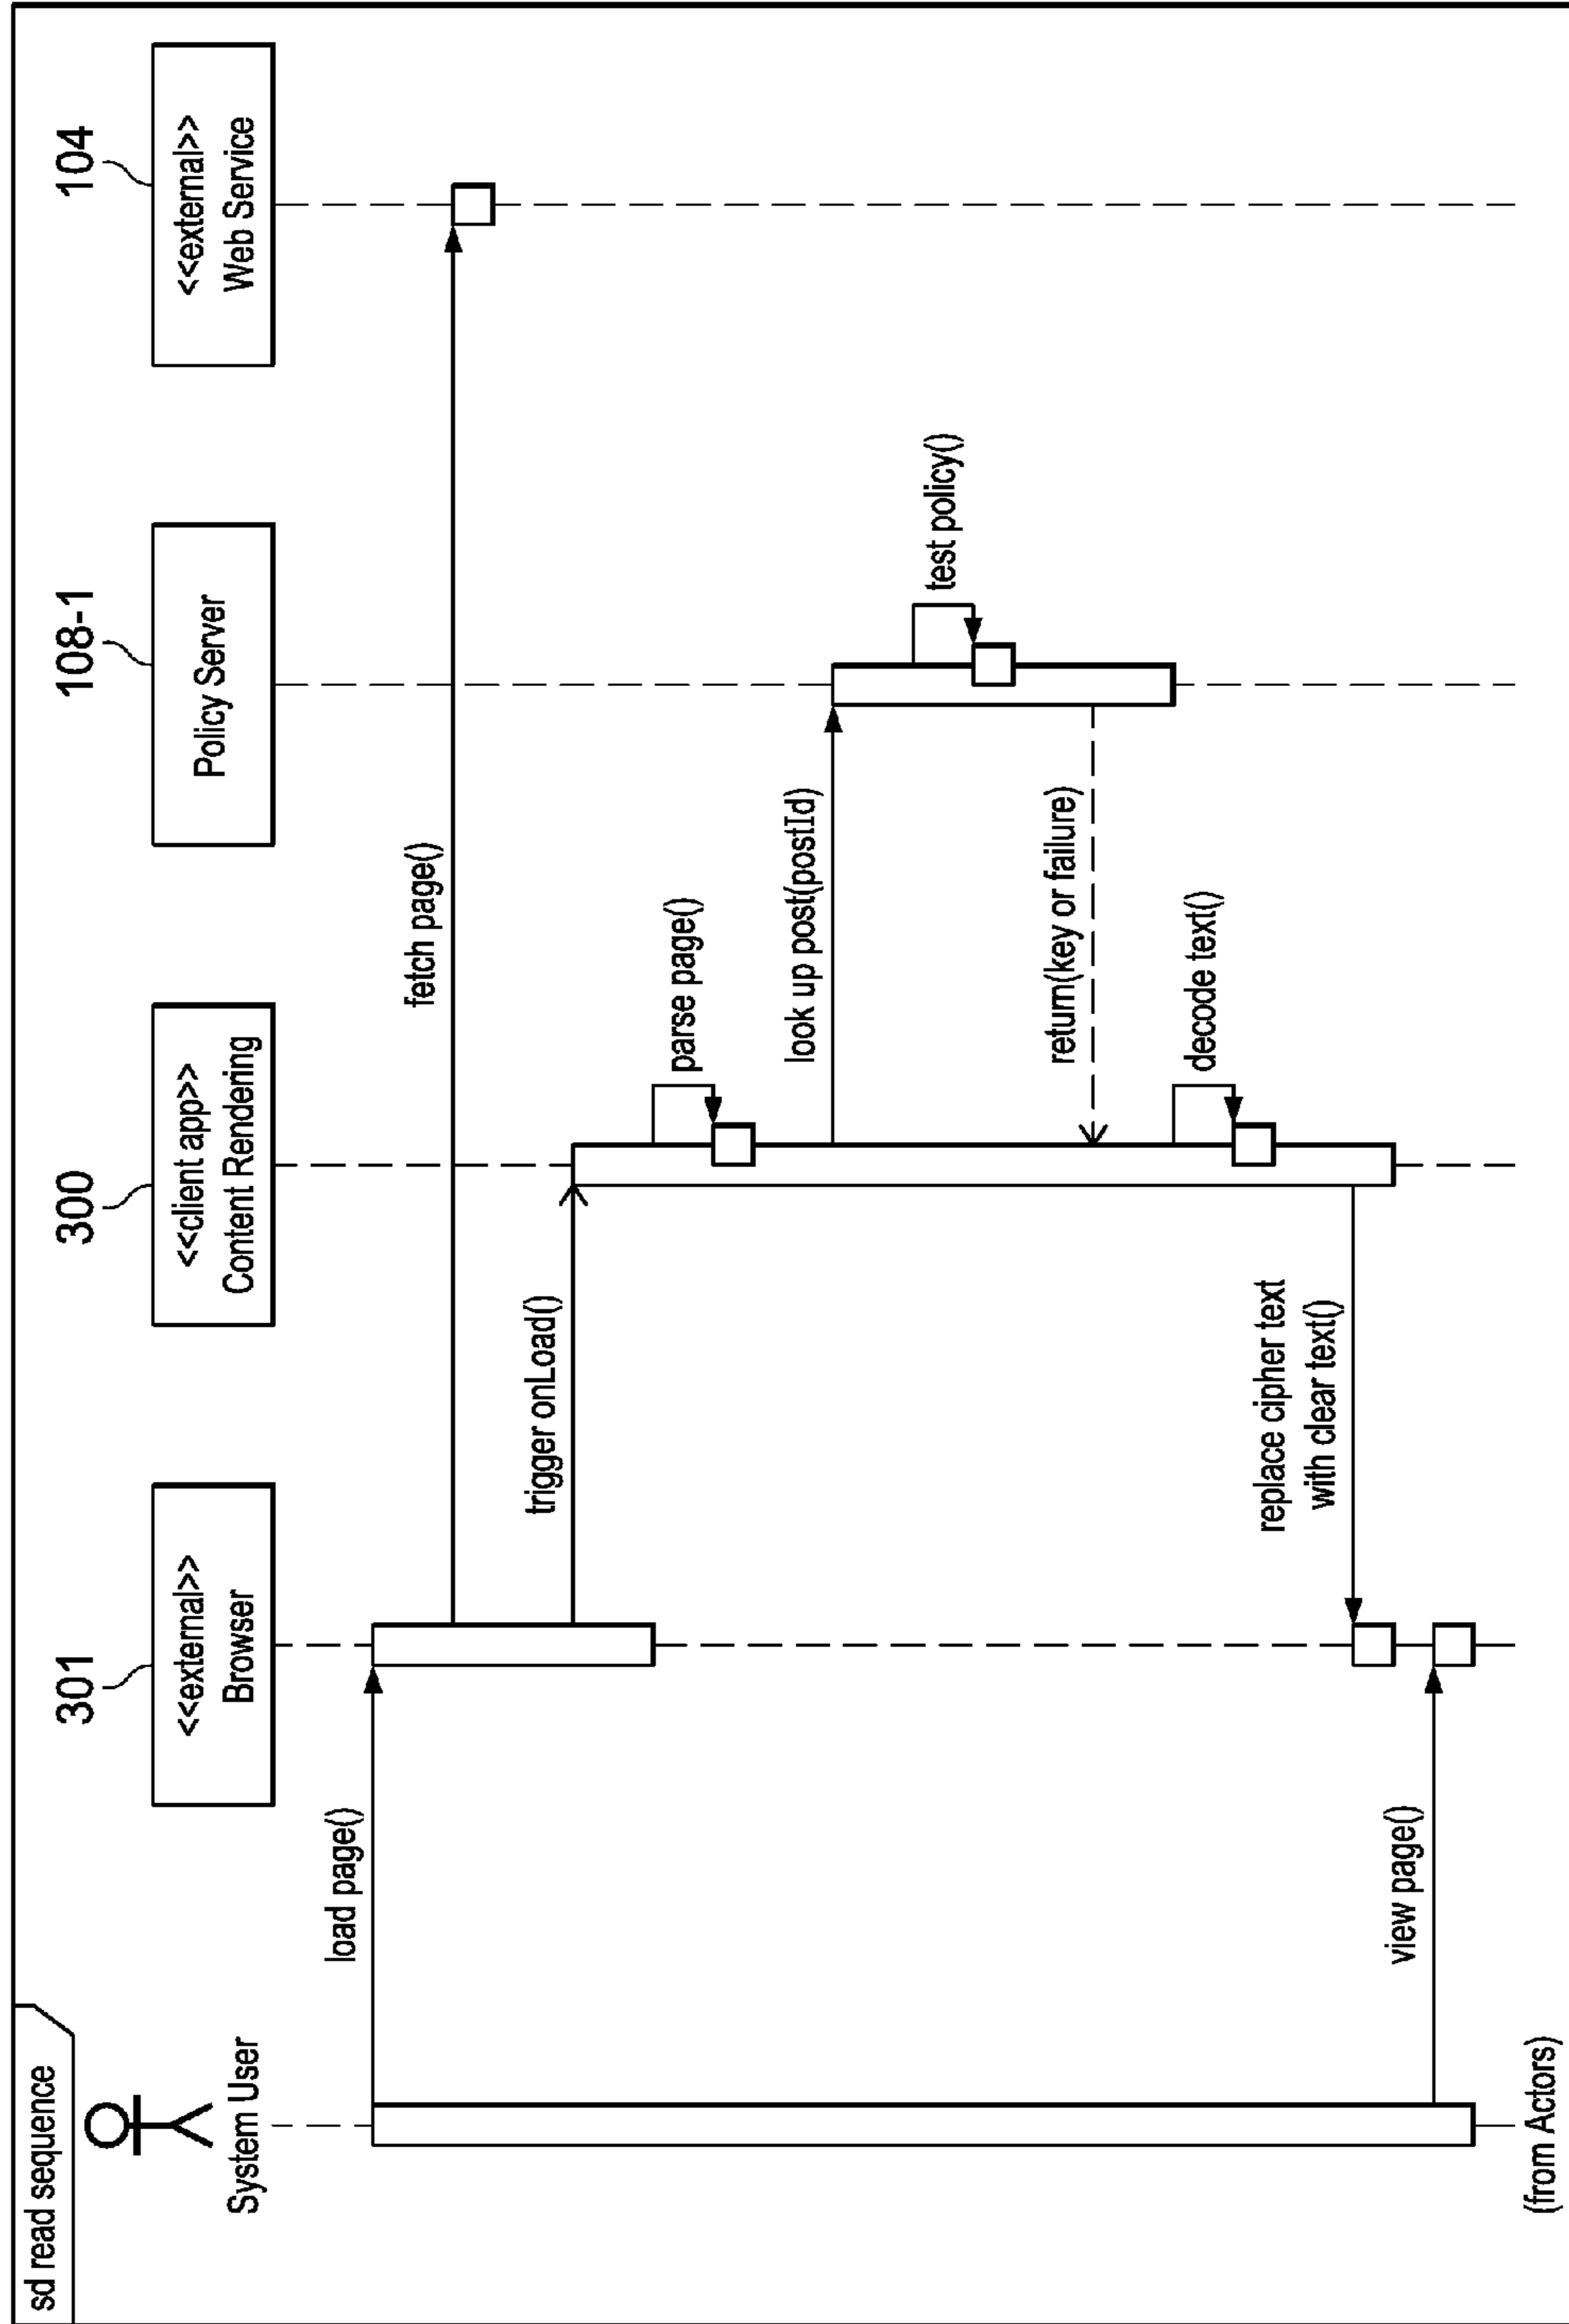 sd read sequence
System User
301
<<external>>
Browser
300
<<client app>>
Content Rendering
108-1
Policy Server
104
<<external>>
Web Service
load page()
fetch page()
trigger onLoad()
parse page()
look up post(postId)
test policy()
return(key or failure)
decode text()
replace cipher text
with clear text()
view page()
(from Actors)